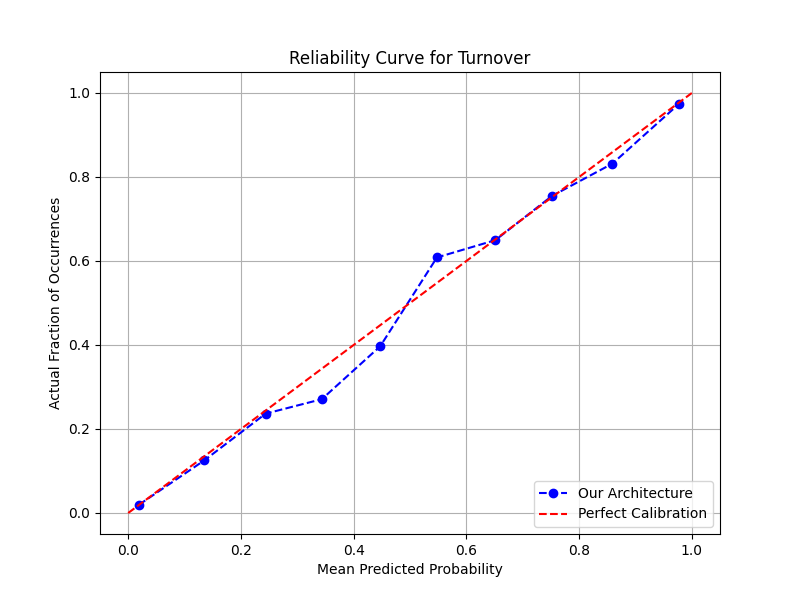 Reliability Curve for Turnover
1.0
0.8
0.6
0.4
0.2
0.0
Actual Fraction of Occurrences
Our Architecture
Perfect Calibration
0.0 0.2 0.4 0.6 0.8 1.0
Mean Predicted Probability